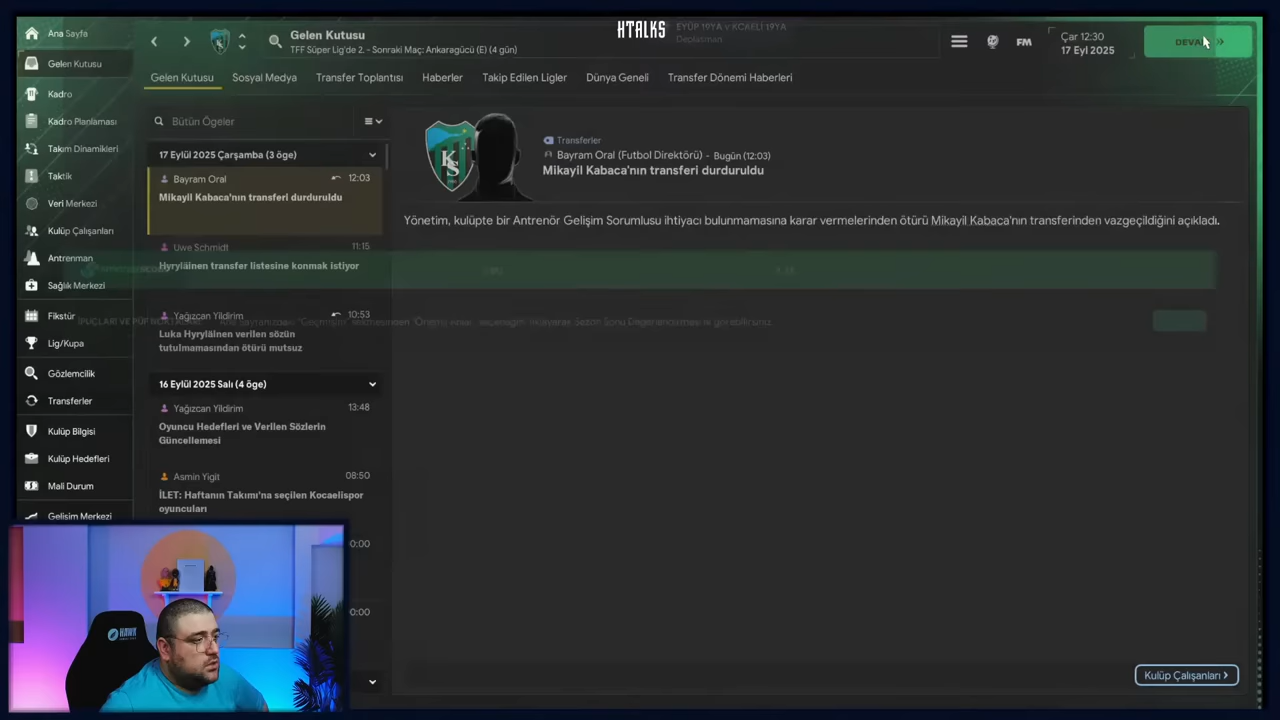 HTALKS
EYÜP 19YA v KCAELİ 19YA
Deplasman
Ana Sayfa
Gelen Kutusu
Kadro
Kadro Planlaması
Takım Dinamikleri
Taktik
Veri Merkezi
Kulüp Çalışanları
Antrenman
Sağlık Merkezi
Fikstür
Lig/Kupa
Gözlemcilik
Transferler
Kulüp Bilgisi
Kulüp Hedefleri
Mali Durum
Gelişim Merkezi
Gelen Kutusu
TFF Süper Lig'de 2. - Sonraki Maç: Ankaragücü (E) (4 gün)
FM
Çar 12:30
17 Eyl 2025
Gelen Kutusu
Sosyal Medya
Transfer Toplantısı
Haberler
Takip Edilen Ligler
Dünya Geneli
Transfer Dönemi Haberleri
Bütün Ögeler
17 Eylül 2025 Çarşamba (3 öge)
Bayram Oral 12:03
Mikayil Kabaca'nın transferi durduruldu
Uwe Schmidt 11:15
Hyryläinen transfer listesine konmak istiyor
Yağızcan Yildirim 10:53
Luka Hyryläinen verilen sözün
tutulmamasından ötürü mutsuz
16 Eylül 2025 Salı (4 öge)
Yağızcan Yildirim 13:48
Oyuncu Hedefleri ve Verilen Sözlerin
Güncellemesi
Asmin Yigit 08:50
İLET: Haftanın Takımı'na seçilen Kocaelispor
oyuncuları
Transferler
Bayram Oral (Futbol Direktörü) - Bugün (12:03)
Mikayil Kabaca'nın transferi durduruldu
Yönetim, kulüpte bir Antrenör Gelişim Sorumlusu ihtiyacı bulunmamasına karar vermelerinden ötürü Mikayil Kabaca'nın transferinden vazgeçildiğini açıkladı.
Kulüp Çalışanları
HAWK